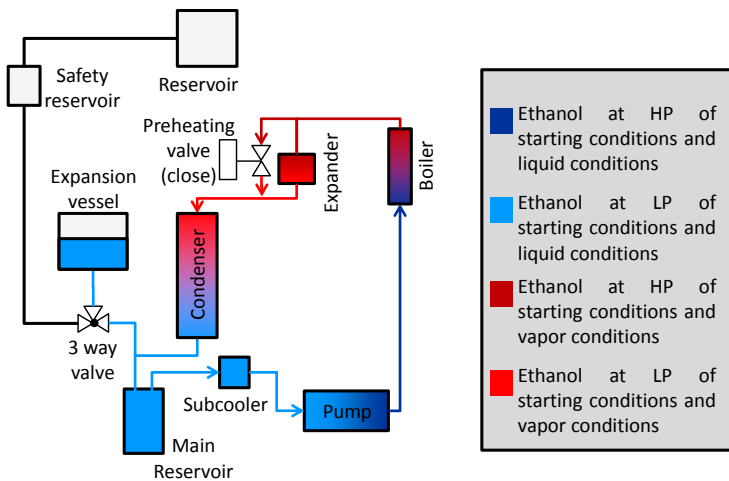 Safety
reservoir
Reservoir
Preheating
valve
(close)
Expander
Boiler
Expansion
vessel
Condenser
3 way
valve
Subcooler
Pump
Main
Reservoir
Ethanol at HP of
starting conditions and
liquid conditions
Ethanol at LP of
starting conditions and
liquid conditions
Ethanol at HP of
starting conditions and
vapor conditions
Ethanol at LP of
starting conditions and
vapor conditions